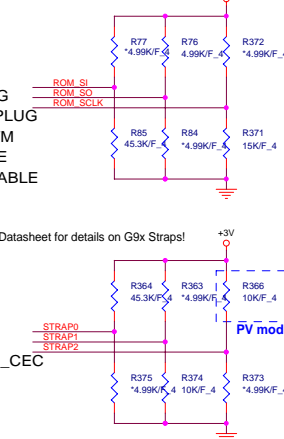 R77
*4.99K/F_4
R76
4.99K/F_4
R372
*4.99K/F_4
ROM_SI
ROM_SO
ROM_SCLK
G
PLUG
M
E
ABLE
R85
45.3K/F_4
R84
*4.99K/F_4
R371
15K/F_4
Datasheet for details on G9x Straps!
+3V
R364
45.3K/F_4
R363
*4.99K/F_4
R366
10K/F_4
PV mod
STRAP0
STRAP1
STRAP2
_CEC
R375
*4.99K/F_4
R374
10K/F_4
R373
*4.99K/F_4